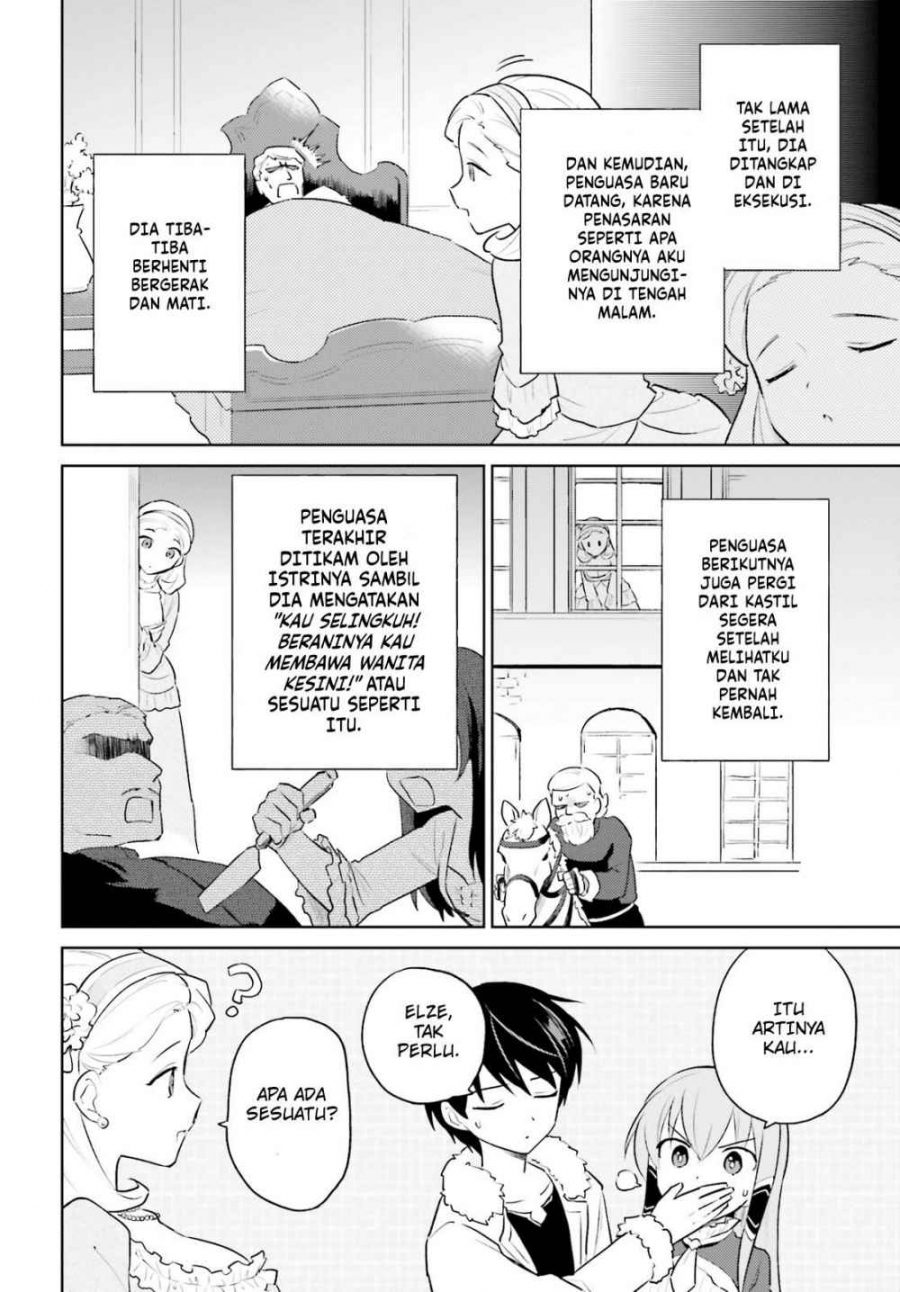 TAK LAMA
SETELAH
ITU, DIA
DITANGKAP
DAN DI
EKSEKUSI.
DAN KEMUDIAN,
PENGUASA BARU
DATANG, KARENA
PENASARAN
SEPERTI APA
ORANGNYA AKU
MENGUNJUNGI-
NYA DI TENGAH
MALAM.
DIA TIBA-
TIBA
BERHENTI
BERGERAK
DAN MATI.
PENGUASA
BERIKUTNYA
JUGA PERGI
DARI KASTIL
SEGERA
SETELAH
MELIHATKU
DAN TAK
PERNAH
KEMBALI.
PENGUASA
TERAKHIR
DITIKAM OLEH
ISTRINYA SAMBIL
DIA MENGATAKAN
"KAU SELINGKUH!
BERANINYA KAU
MEMBAWA WANITA
KESINI!" ATAU
SESUATU SEPERTI
ITU.
ITU
ARTINYA
KAU...
ELZE,
TAK
PERLU.
?
APA ADA
SESUATU?